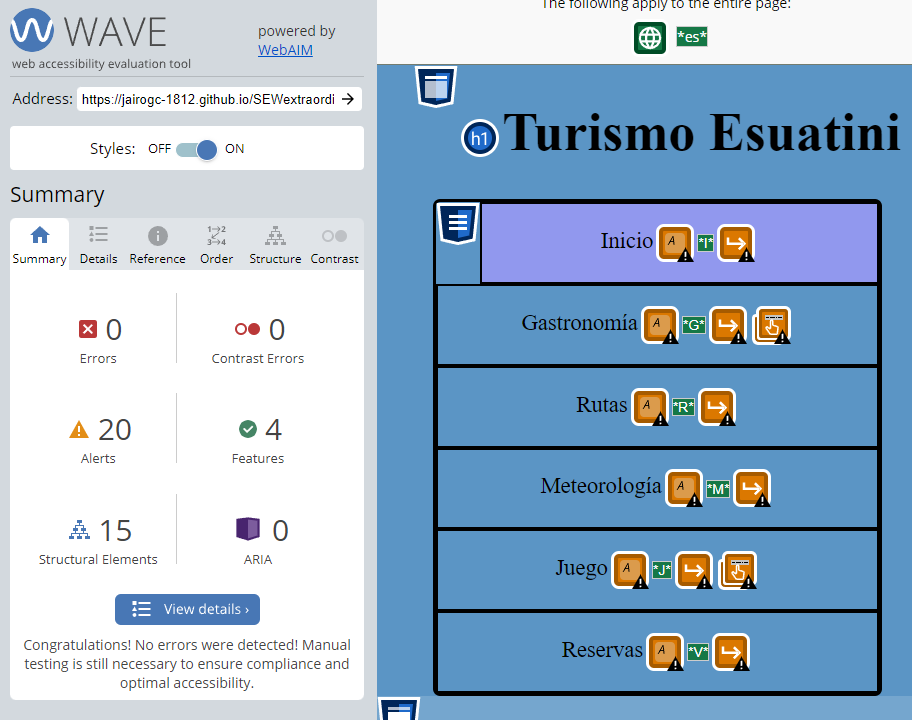 WAVE
web accessibility evaluation tool
powered by
WebAIM
Address: https://jairogc-1812.github.io/SEWextraordi
Styles: OFF ON
Summary
Summary Details Reference Order Structure Contrast
0
Errors
0
Contrast Errors
20
Alerts
4
Features
15
Structural Elements
0
ARIA
View details ›
Congratulations! No errors were detected! Manual
testing is still necessary to ensure compliance and
optimal accessibility.
The following apply to the entire page:
*es*
h1 Turismo Esuatini
Inicio A *I*
Gastronomía A *G*
Rutas A *R*
Meteorología A *M*
Juego A *J*
Reservas A *V*